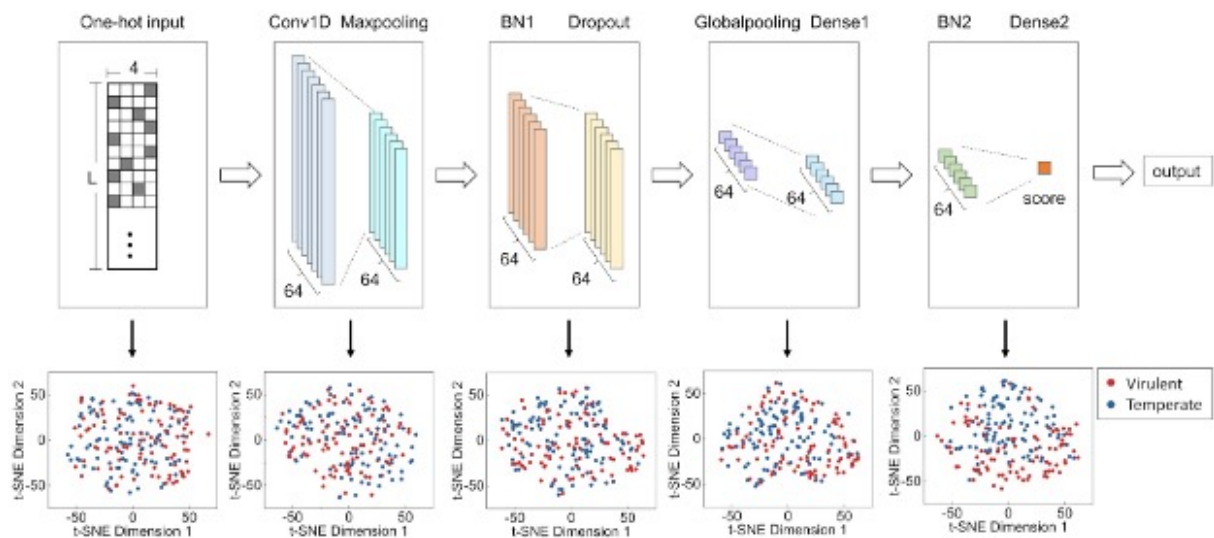 One-hot input
Conv1D Maxpooling
BN1 Dropout
Globalpooling Dense1
BN2 Dense2
4
L
64
64
64
64
64
64
64
score
output
t-SNE Dimension 2
50
0
-50
-50 0 50
t-SNE Dimension 1
t-SNE Dimension 2
50
0
-50
-50 0 50
t-SNE Dimension 1
t-SNE Dimension 2
50
0
-50
-50 0 50
t-SNE Dimension 1
t-SNE Dimension 2
50
0
-50
-50 0 50
t-SNE Dimension 1
t-SNE Dimension 2
50
0
-50
-50 0 50
t-SNE Dimension 1
Virulent
Temperate